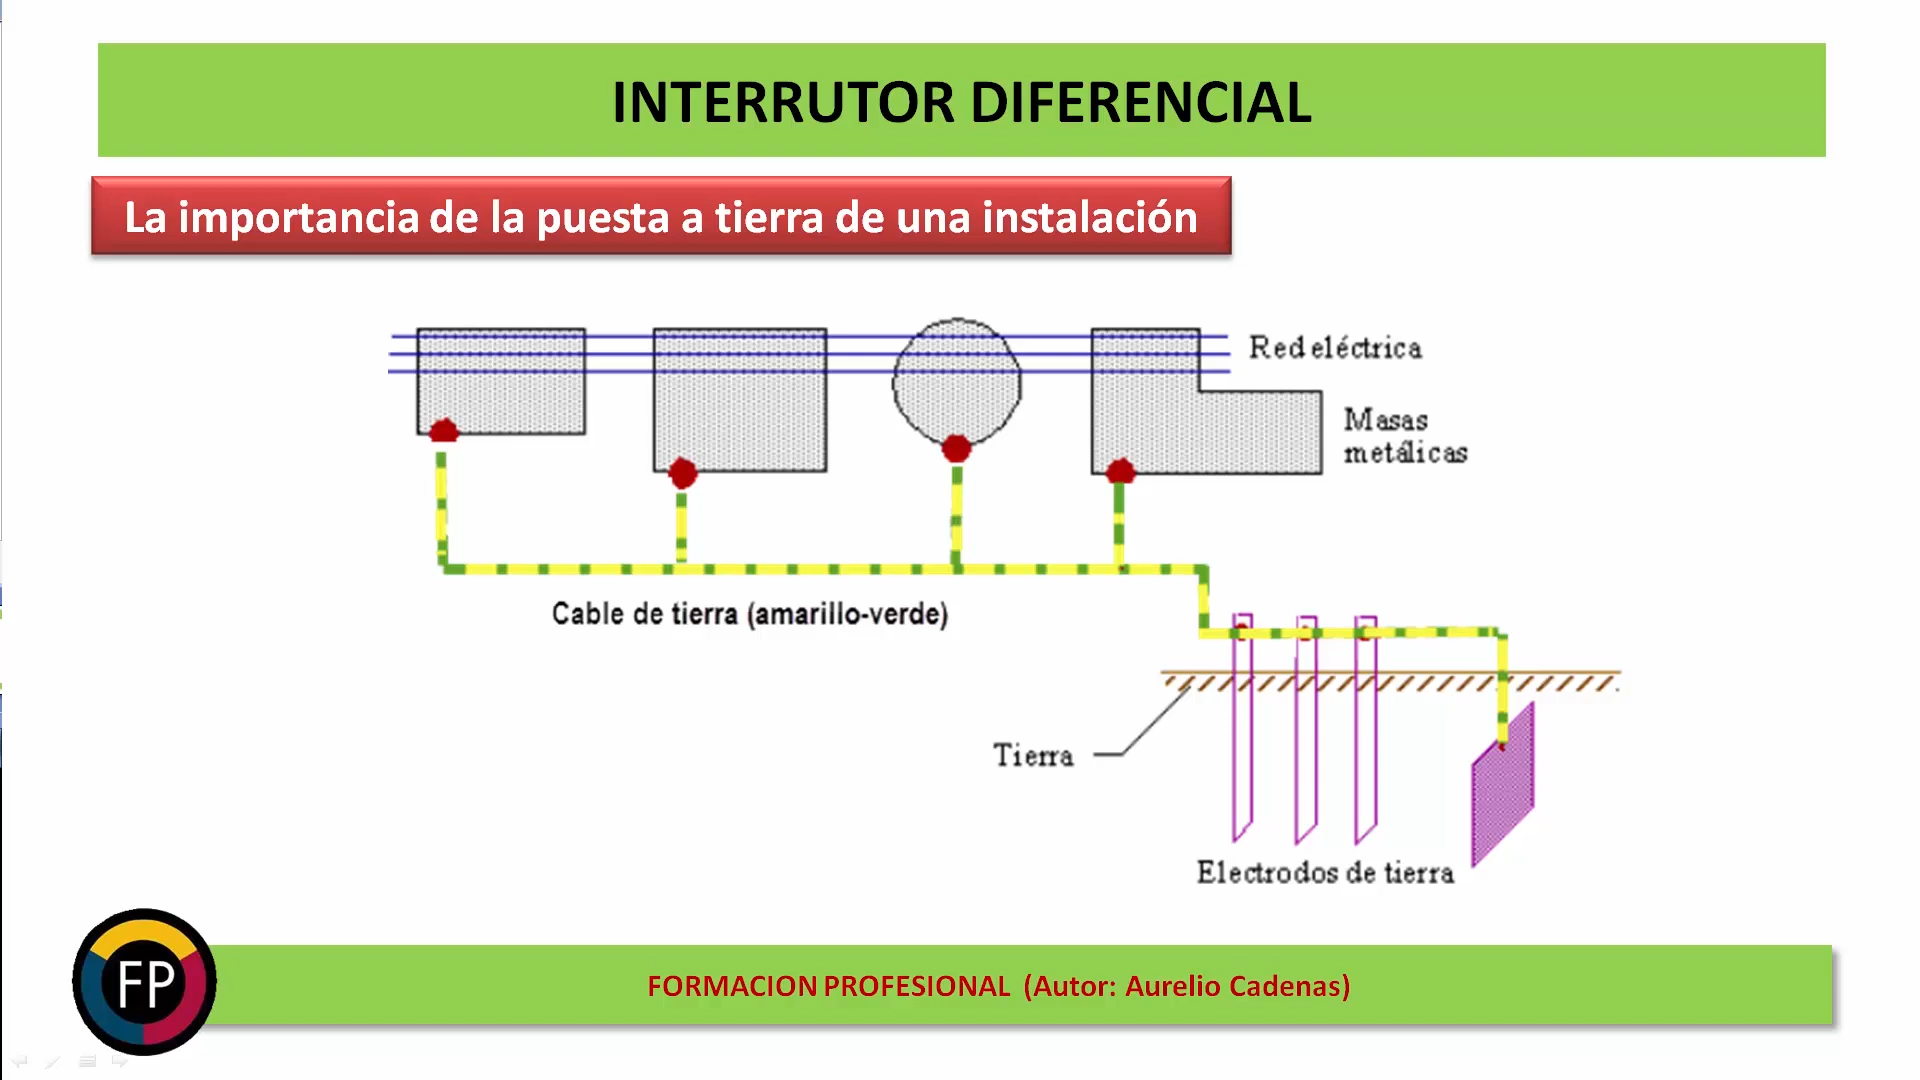 INTERRUTOR DIFERENCIAL
La importancia de la puesta a tierra de una instalación
Red eléctrica
Masas
metálicas
Cable de tierra (amarillo-verde)
Tierra
Electrodos de tierra
FP
FORMACION PROFESIONAL (Autor: Aurelio Cadenas)